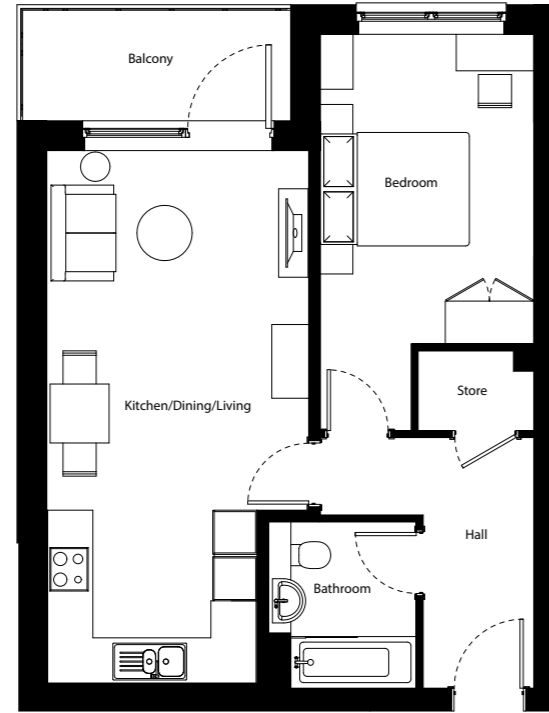 Balcony
Bedroom
Store
Kitchen/Dining/Living
Hall
Bathroom